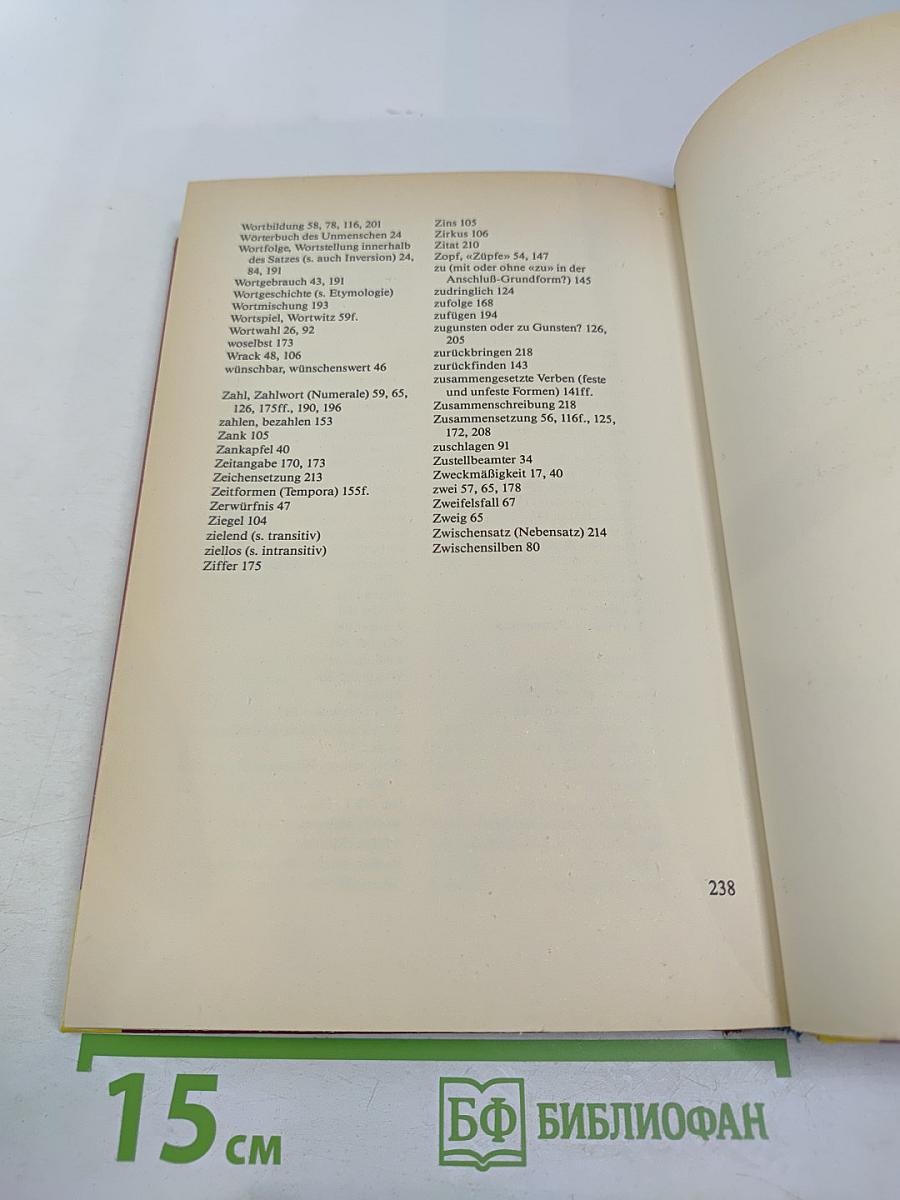 Wortbildung 58, 78, 116, 201
Wörterbuch des Unmenschen 24
Wortfolge, Wortstellung innerhalb
des Satzes (s. auch Inversion) 24,
84, 191
Wortgebrauch 43, 191
Wortgeschichte (s. Etymologie)
Wortmischung 193
Wortspiel, Wortwitz 59f.
Wortwahl 26, 92
woselbst 173
Wrack 48, 106
wünschbar, wünschenswert 46
Zahl, Zahlwort (Numerale) 59, 65,
126, 175ff., 190, 196
zahlen, bezahlen 153
Zank 105
Zankapfel 40
Zeitangabe 170, 173
Zeichensetzung 213
Zeitformen (Tempora) 155f.
Zerwürfnis 47
Ziegel 104
zielend (s. transitiv)
ziellos (s. intransitiv)
Ziffer 175
Zins 105
Zirkus 106
Zitat 210
Zopf, «Züpfe» 54, 147
zu (mit oder ohne «zu» in der
Anschluß-Grundform?) 145
zudringlich 124
zufolge 168
zufügen 194
zugunsten oder zu Gunsten? 126,
205
zurückbringen 218
zurückfinden 143
zusammengesetzte Verben (feste
und unfeste Formen) 141ff.
Zusammenschreibung 218
Zusammensetzung 56, 116f., 125,
172, 208
zuschlagen 91
Zustellbeamter 34
Zweckmäßigkeit 17, 40
zwei 57, 65, 178
Zweifelsfall 67
Zweig 65
Zwischensatz (Nebensatz) 214
Zwischensilben 80
238
15 см
БФ БИБЛИОФАН